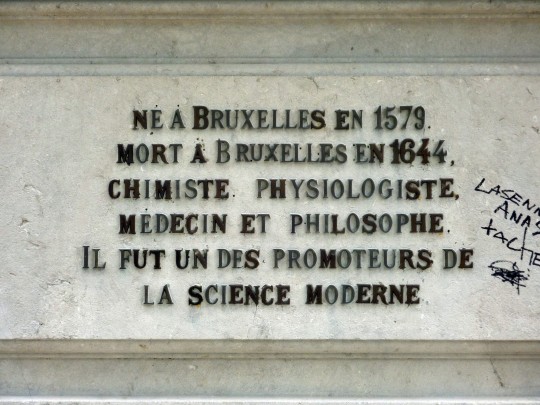 NÉ A BRUXELLES EN 1579.
MORT A BRUXELLES EN 1644,
CHIMISTE. PHYSIOLOGISTE,
MEDECIN ET PHILOSOPHE.
IL FUT UN DES PROMOTEURS DE
LA SCIENCE MODERNE